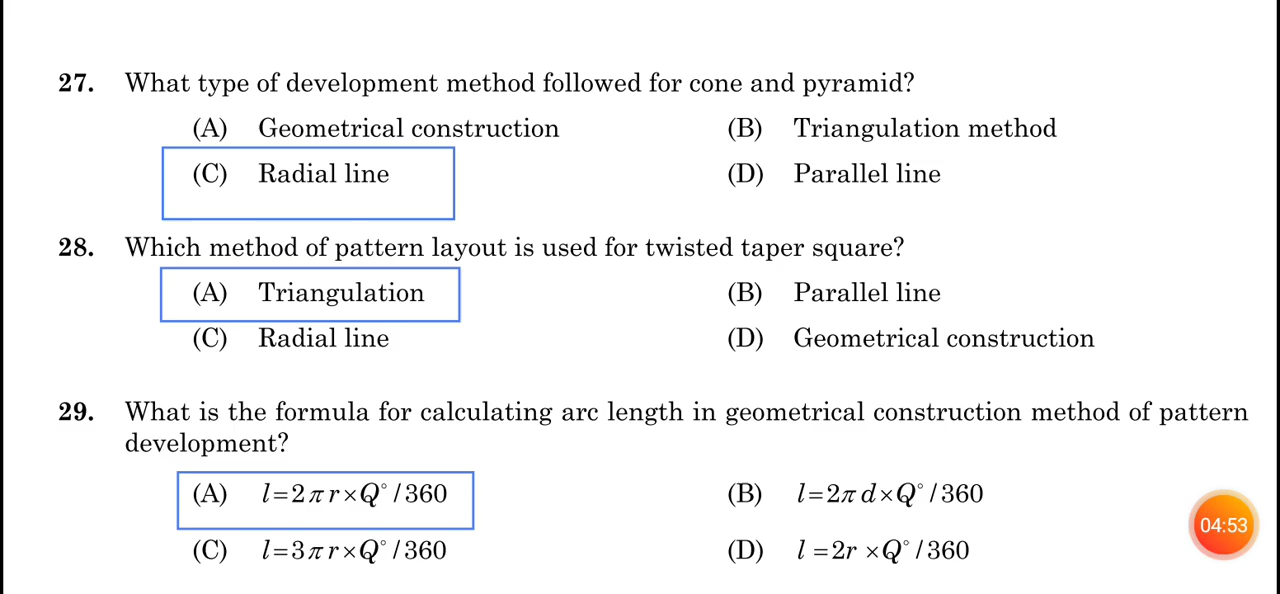 27. What type of development method followed for cone and pyramid?
(A) Geometrical construction (B) Triangulation method
(C) Radial line (D) Parallel line
28. Which method of pattern layout is used for twisted taper square?
(A) Triangulation (B) Parallel line
(C) Radial line (D) Geometrical construction
29. What is the formula for calculating arc length in geometrical construction method of pattern
development?
(A) l=2πr×Q°/360 (B) l=2πd×Q°/360
(C) l=3πr×Q°/360 (D) l =2r ×Q°/360
04:53